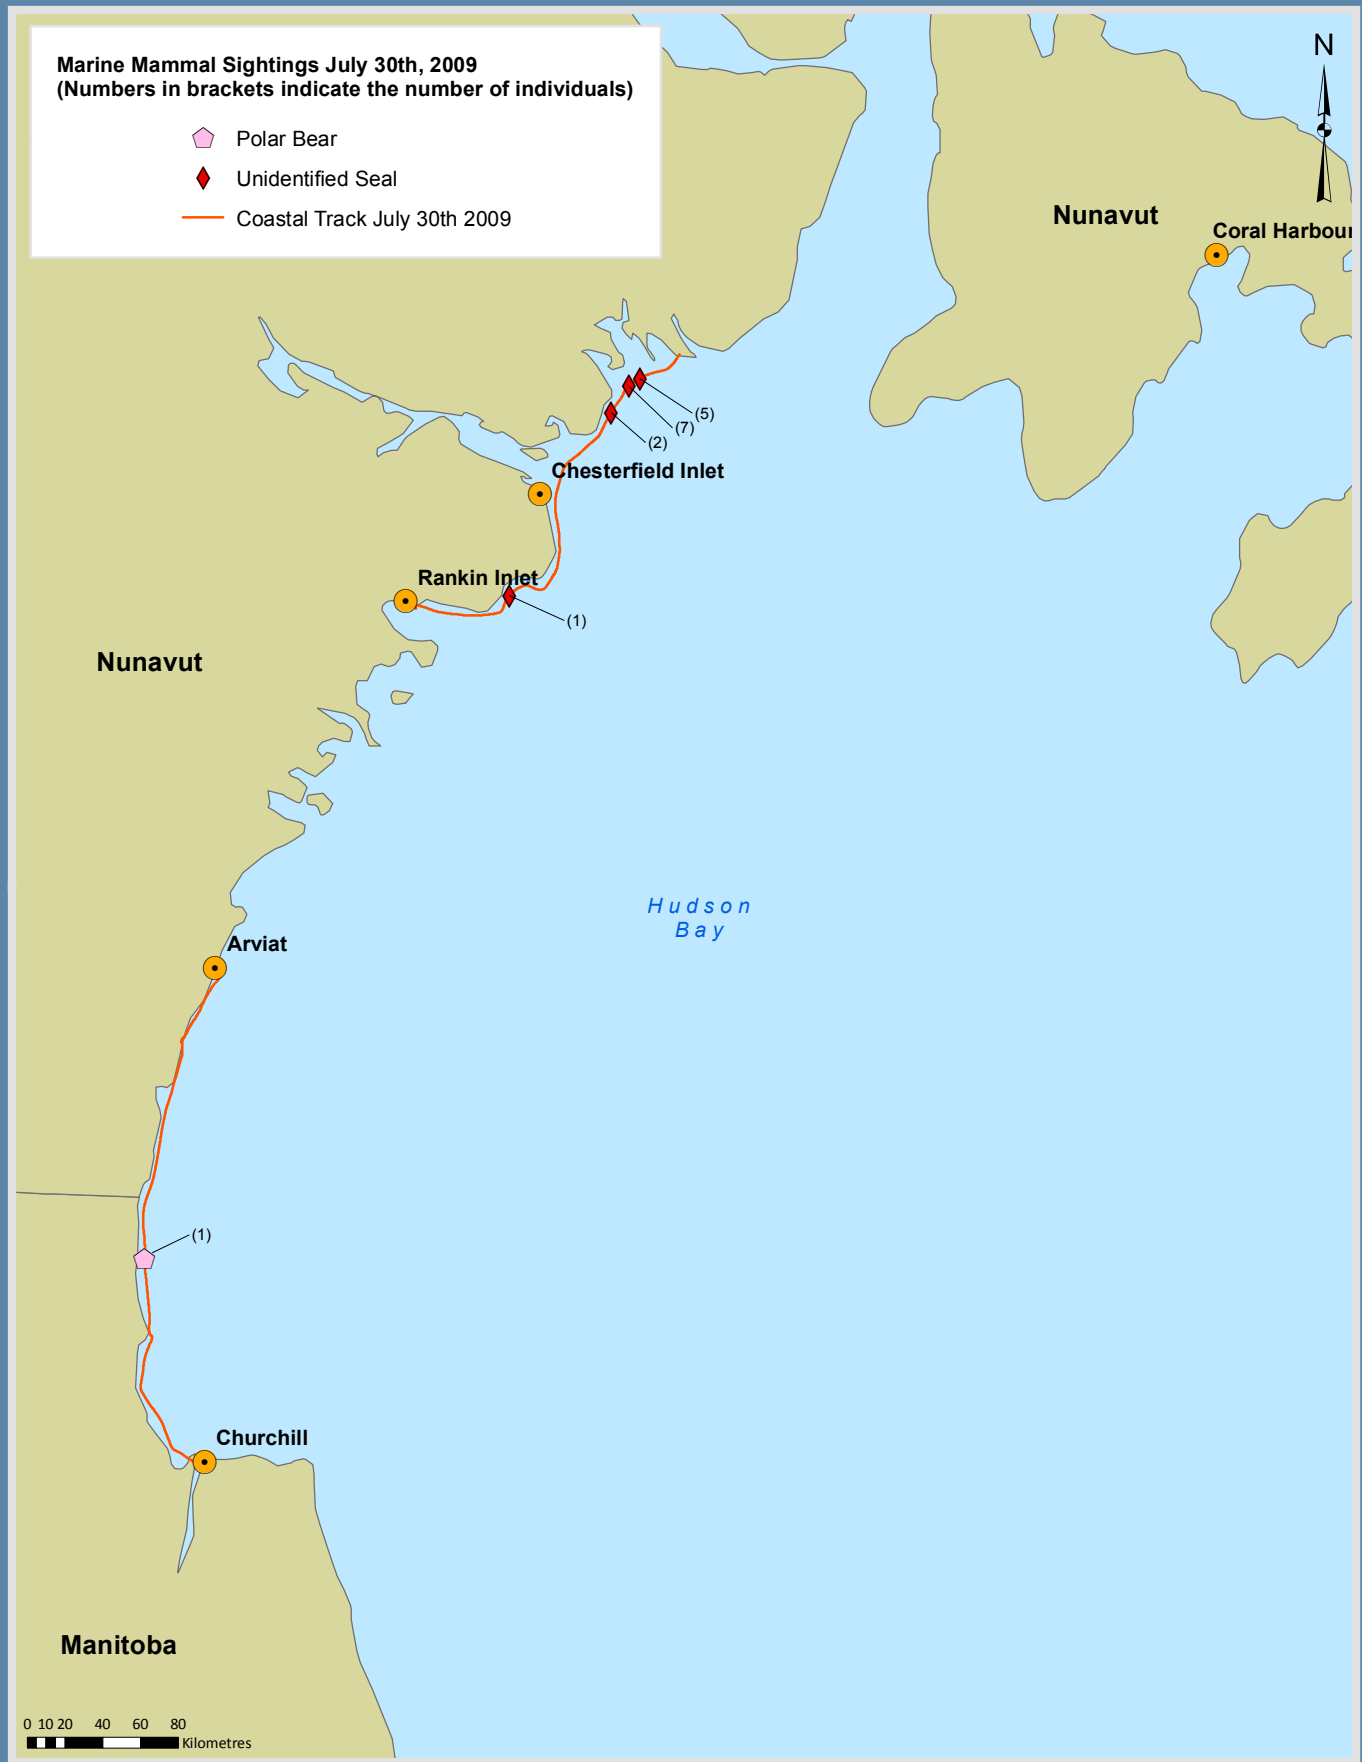 Marine Mammal Sightings July 30th, 2009
(Numbers in brackets indicate the number of individuals)
Polar Bear
Unidentified Seal
Coastal Track July 30th 2009
N
Nunavut
Coral Harbour
(5)
(7)
(2)
Chesterfield Inlet
Rankin Inlet
(1)
Nunavut
Hudson
Bay
Arviat
(1)
Churchill
Manitoba
0 10 20 40 60 80
Kilometres